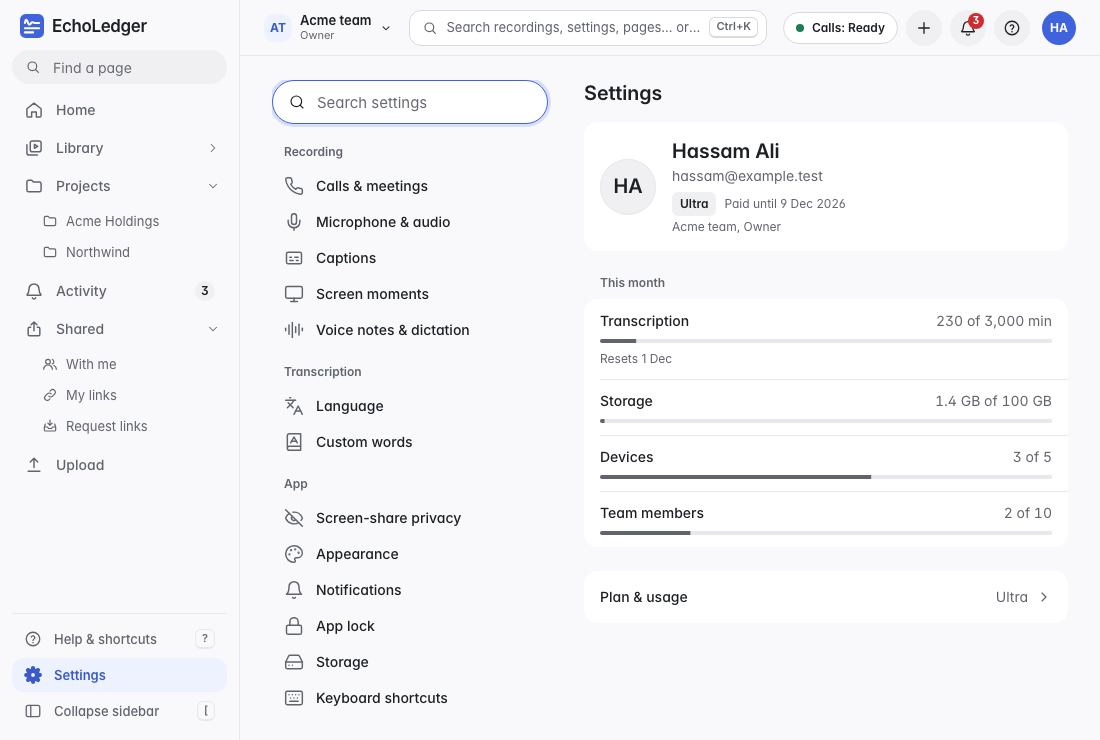 EchoLedger
Find a page
Home
Library
Projects
Acme Holdings
Northwind
Activity 3
Shared
With me
My links
Request links
Upload
Help & shortcuts ?
Settings
Collapse sidebar [
AT Acme team
Owner
Search recordings, settings, pages... or... Ctrl+K
Calls: Ready
3
HA
Search settings
Recording
Calls & meetings
Microphone & audio
Captions
Screen moments
Voice notes & dictation
Transcription
Language
Custom words
App
Screen-share privacy
Appearance
Notifications
App lock
Storage
Keyboard shortcuts
Settings
HA
Hassam Ali
hassam@example.test
Ultra Paid until 9 Dec 2026
Acme team, Owner
This month
Transcription 230 of 3,000 min
Resets 1 Dec
Storage 1.4 GB of 100 GB
Devices 3 of 5
Team members 2 of 10
Plan & usage Ultra